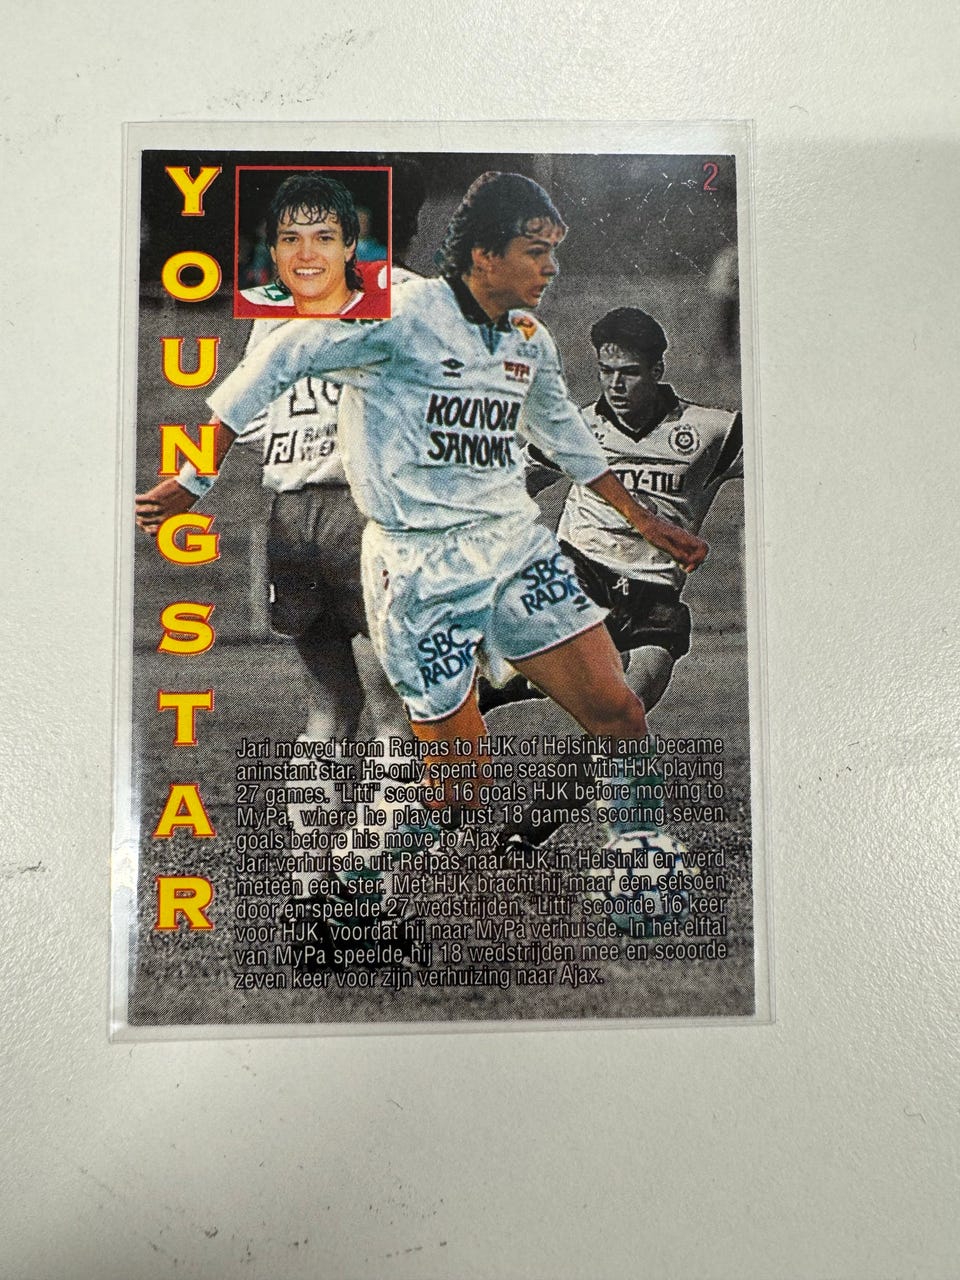 YOUNG STAR
2
KOUVOLA
SANOMAT
SBC
RADIO
SBC
RADIO
TY-TIL
Jari moved from Reipas to HJK of Helsinki and became
aninstant star. He only spent one season with HJK playing
27 games. "Litti" scored 16 goals HJK before moving to
MyPa, where he played just 18 games scoring seven
goals before his move to Ajax.
Jari verhuisde uit Reipas naar HJK in Helsinki en werd
meteen een ster. Met HJK bracht hij maar een seisoen
door en speelde 27 wedstrijden. "Litti" scoorde 16 keer
voor HJK, voordat hij naar MyPa verhuisde. In het elftal
van MyPa speelde hij 18 wedstrijden mee en scoorde
zeven keer voor zijn verhuizing naar Ajax.